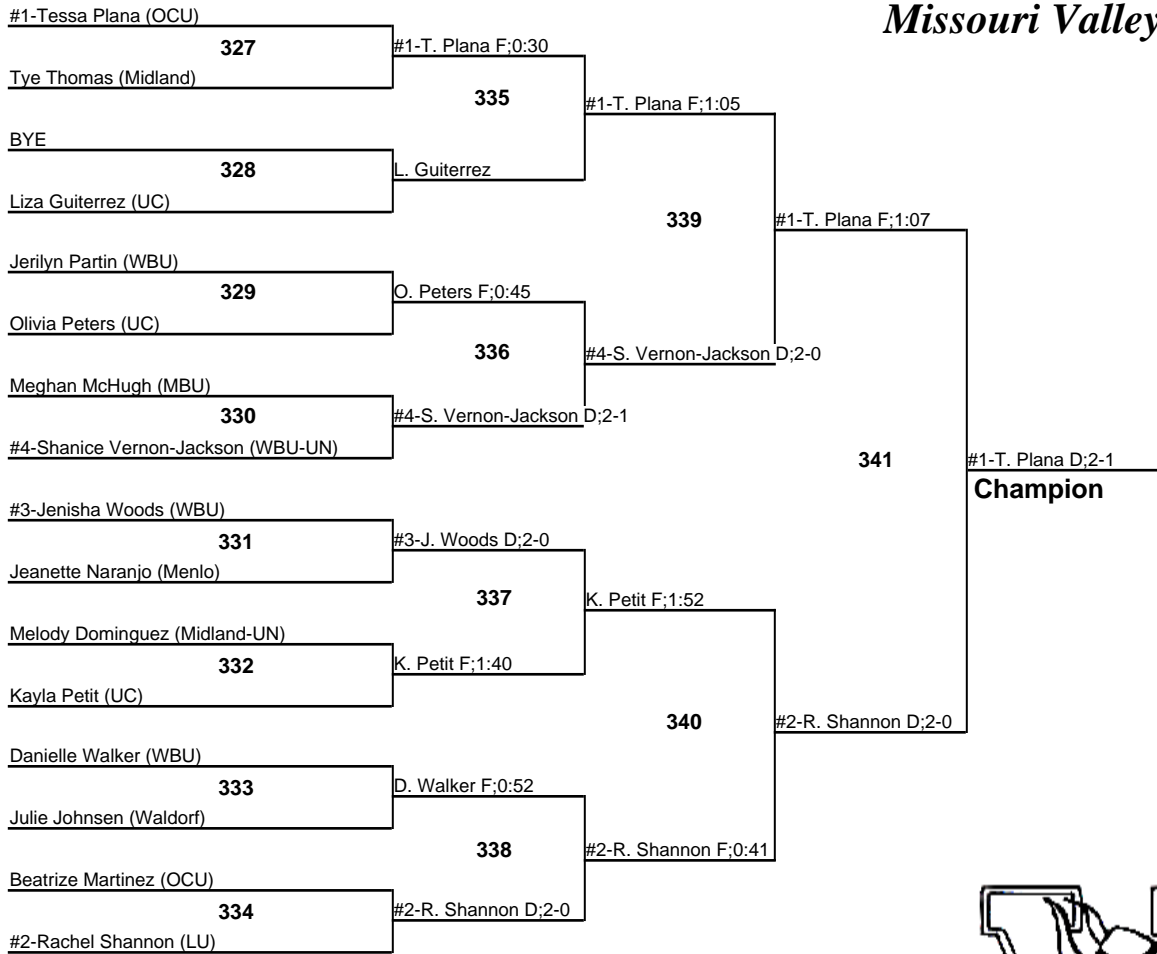 Missouri Valley
#1-Tessa Plana (OCU)
327
Tye Thomas (Midland)
#1-T. Plana F;0:30
335
BYE
328
Liza Guiterrez (UC)
L. Guiterrez
#1-T. Plana F;1:05
339
Jerilyn Partin (WBU)
329
Olivia Peters (UC)
O. Peters F;0:45
336
Meghan McHugh (MBU)
330
#4-Shanice Vernon-Jackson (WBU-UN)
#4-S. Vernon-Jackson D;2-1
#4-S. Vernon-Jackson D;2-0
#1-T. Plana F;1:07
341
#1-T. Plana D;2-1
Champion
#3-Jenisha Woods (WBU)
331
Jeanette Naranjo (Menlo)
#3-J. Woods D;2-0
337
Melody Dominguez (Midland-UN)
332
Kayla Petit (UC)
K. Petit F;1:40
K. Petit F;1:52
340
#2-R. Shannon D;2-0
Danielle Walker (WBU)
333
Julie Johnsen (Waldorf)
D. Walker F;0:52
338
#2-R. Shannon F;0:41
Beatrize Martinez (OCU)
334
#2-Rachel Shannon (LU)
#2-R. Shannon D;2-0